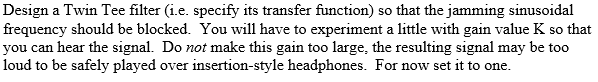 Design a Twin Tee filter (i.e. specify its transfer function) so that the jamming sinusoidal
frequency should be blocked.  You will have to experiment a little with gain value K so that
you can hear the signal.  Do not make this gain too large, the resulting signal may be too
loud to be safely played over insertion-style headphones.  For now set it to one.